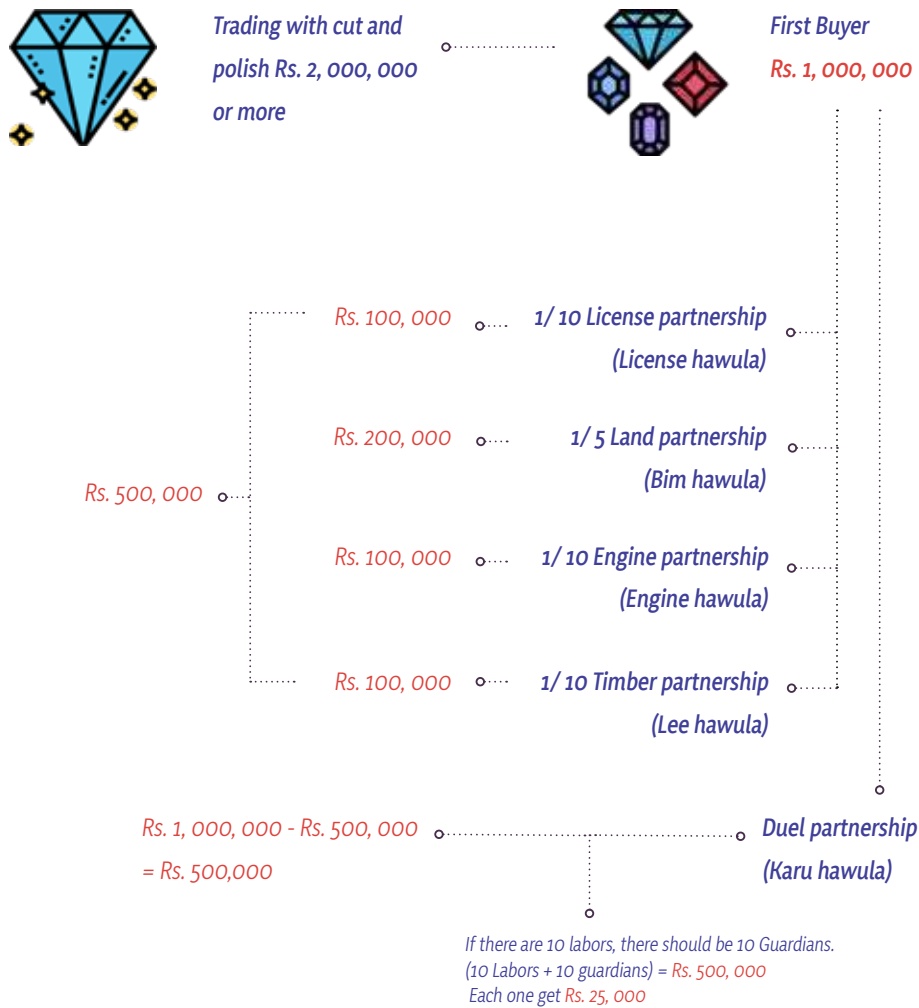 Trading with cut and
polish Rs. 2, 000, 000
or more
First Buyer
Rs. 1, 000, 000
Rs. 100, 000
1/ 10 License partnership
(License hawula)
Rs. 200, 000
1/ 5 Land partnership
(Bim hawula)
Rs. 500, 000
Rs. 100, 000
1/ 10 Engine partnership
(Engine hawula)
Rs. 100, 000
1/ 10 Timber partnership
(Lee hawula)
Rs. 1, 000, 000 - Rs. 500, 000
= Rs. 500,000
Duel partnership
(Karu hawula)
If there are 10 labors, there should be 10 Guardians.
(10 Labors + 10 guardians) = Rs. 500, 000
Each one get Rs. 25, 000